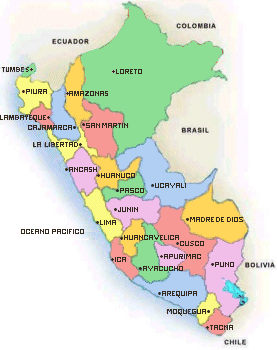 COLOMBIA
ECUADOR
TUMBES
LORETO
PIURA
AMAZONAS
LAMBAYEQUE
CAJAMARCA
SAN MARTIN
BRASIL
LA LIBERTAD
ANCASH
HUANUCO
UCAYALI
PASCO
JUNIN
LIMA
MADRE DE DIOS
OCEANO PACIFICO
HUANCAVELICA
CUSCO
ICA
APURIMAC
PUNO
BOLIVIA
AYACUCHO
AREQUIPA
MOQUEGUA
TACNA
CHILE